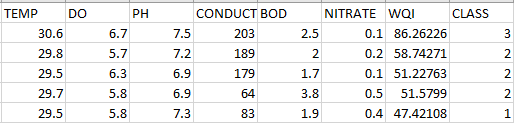 TEMP DO PH CONDUCT BOD NITRATE WQI CLASS
30.6 6.7 7.5 203 2.5 0.1 86.26226 3
29.8 5.7 7.2 189 2 0.2 58.74271 2
29.5 6.3 6.9 179 1.7 0.1 51.22763 2
29.7 5.8 6.9 64 3.8 0.5 51.5799 2
29.5 5.8 7.3 83 1.9 0.4 47.42108 1